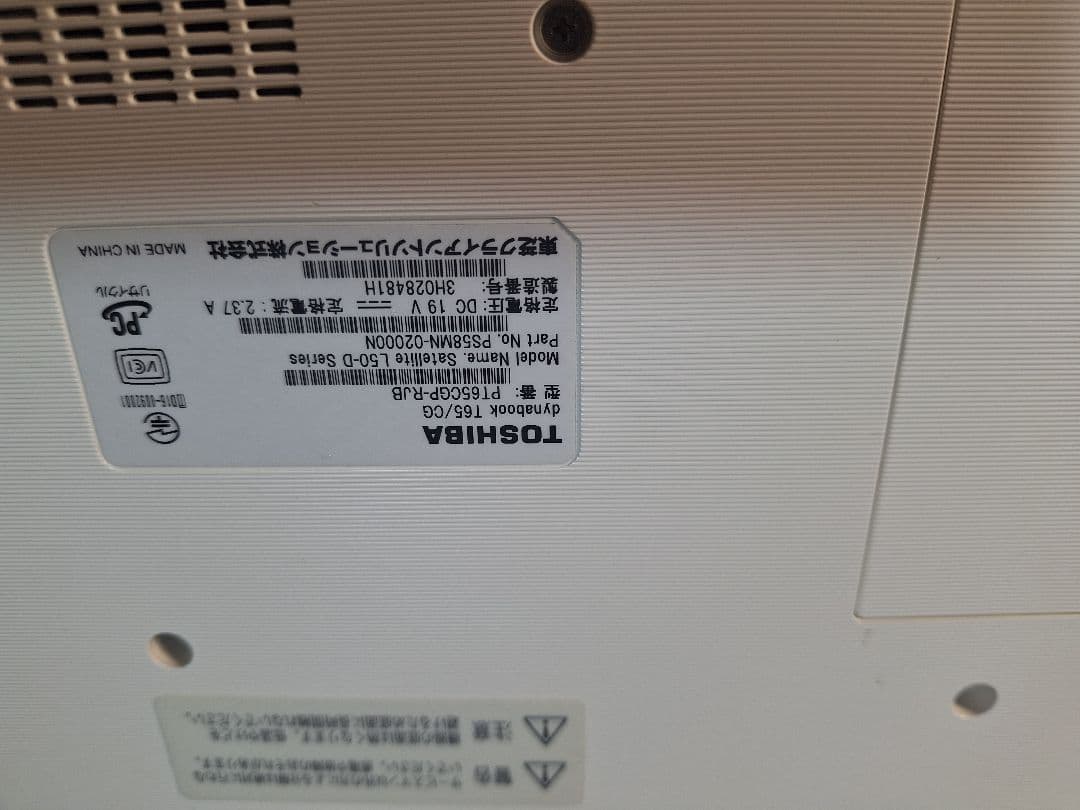 TOSHIBA
dynabook T65/CG
型 番: PT65CGP-RJB
Model Name. Satellite L50-D Series
Part No. PS58MN-02000N
定格電圧: DC 19 V 定格電流: 2.37 A
製造番号: 3H028481H
東芝クライアントソリューション株式会社 MADE IN CHINA
D16-0092001
VCI
PC
リサイクル
警告
注意